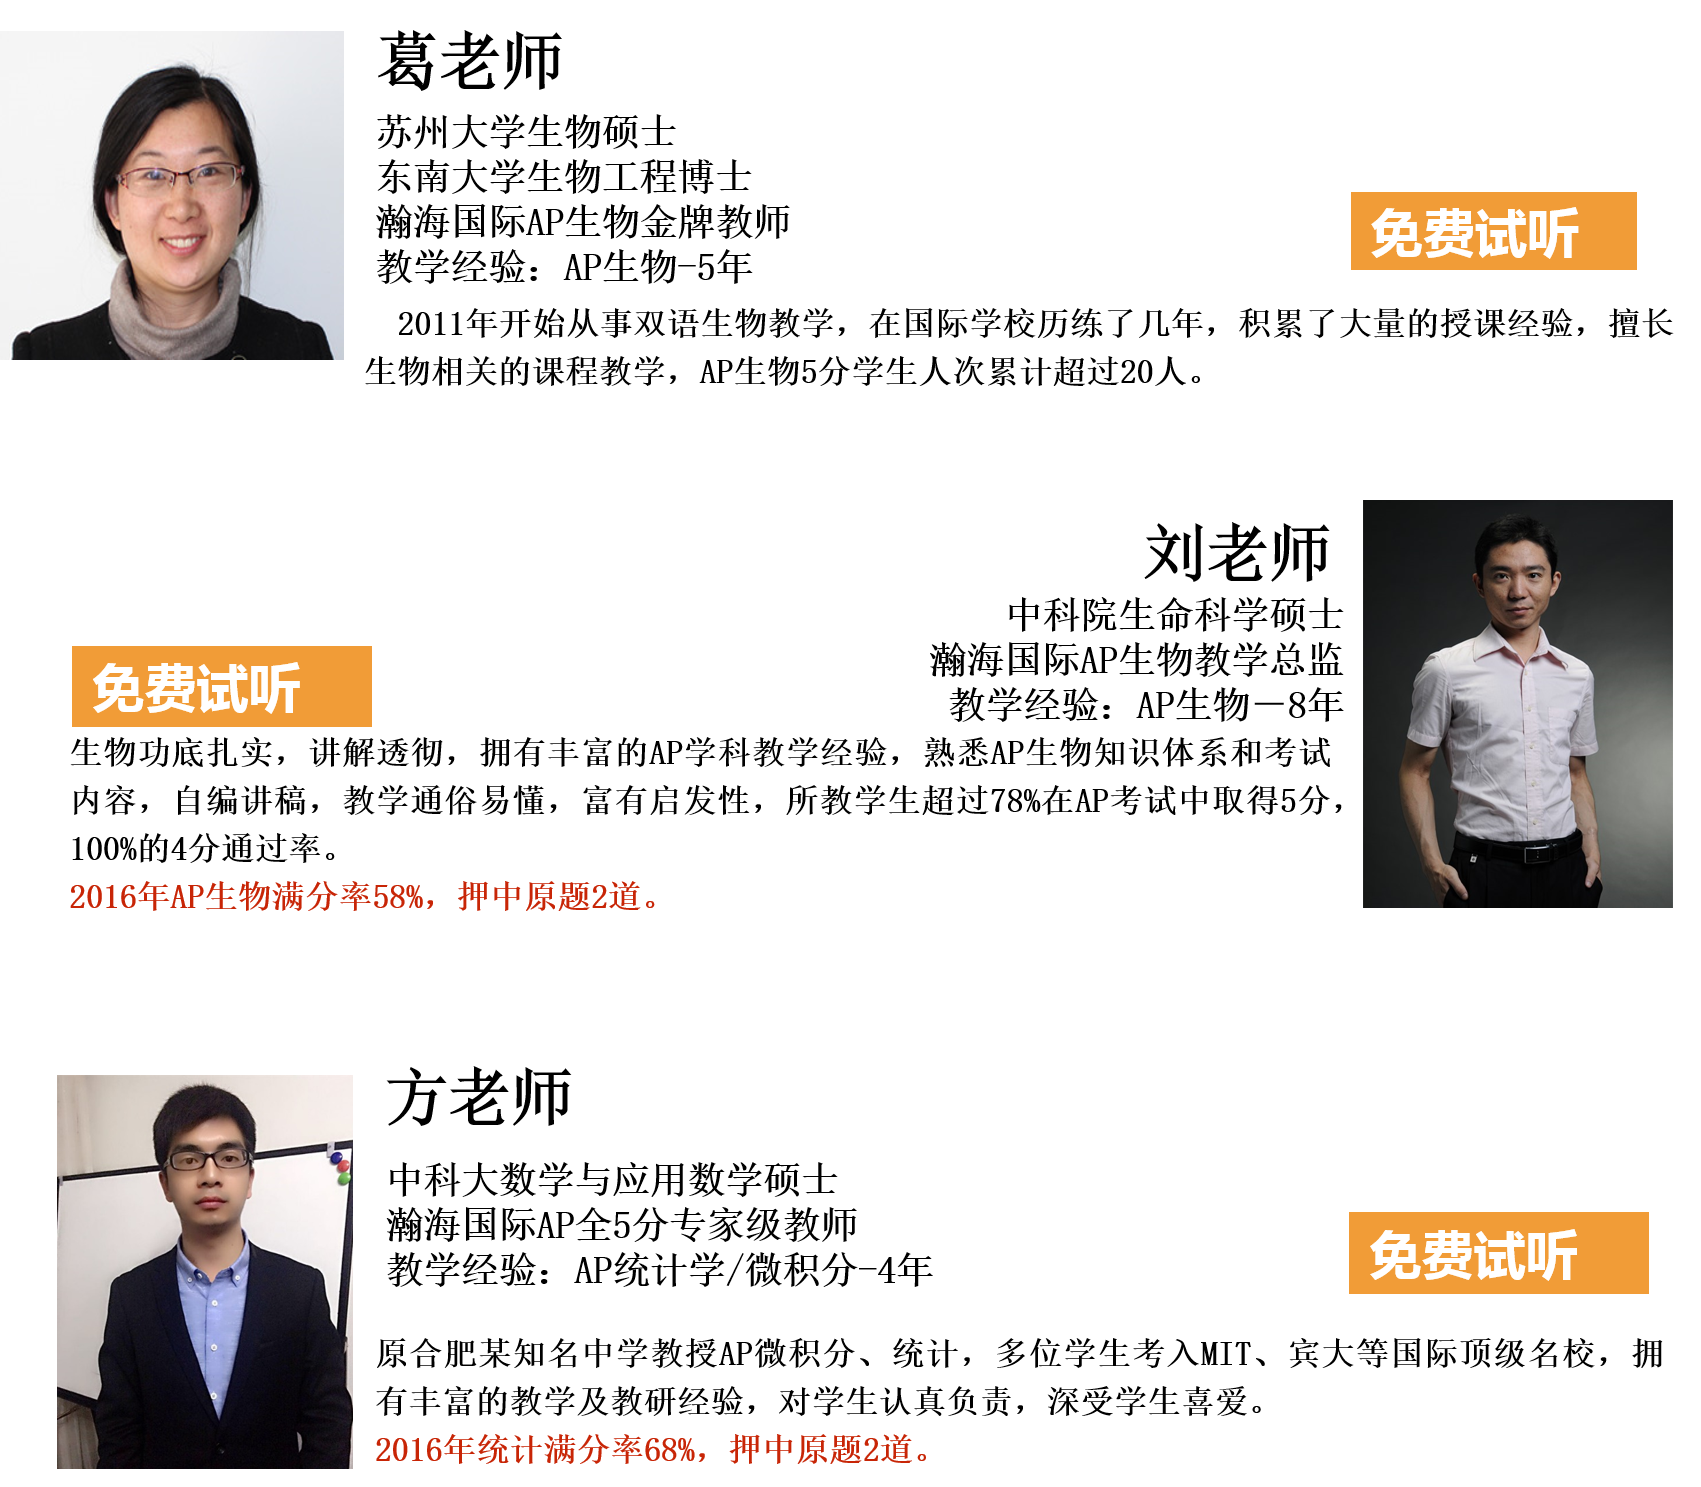 葛老师
苏州大学生物硕士
东南大学生物工程博士
瀚海国际AP生物金牌教师
教学经验：AP生物-5年
免费试听
2011年开始从事双语生物教学，在国际学校历练了几年，积累了大量的授课经验，擅长
生物相关的课程教学，AP生物5分学生人次累计超过20人。
刘老师
中科院生命科学硕士
瀚海国际AP生物教学总监
教学经验：AP生物－8年
免费试听
生物功底扎实，讲解透彻，拥有丰富的AP学科教学经验，熟悉AP生物知识体系和考试
内容，自编讲稿，教学通俗易懂，富有启发性，所教学生超过78%在AP考试中取得5分，
100%的4分通过率。
2016年AP生物满分率58%，押中原题2道。
方老师
中科大数学与应用数学硕士
瀚海国际AP全5分专家级教师
教学经验：AP统计学/微积分-4年
免费试听
原合肥某知名中学教授AP微积分、统计，多位学生考入MIT、宾大等国际顶级名校，拥
有丰富的教学及教研经验，对学生认真负责，深受学生喜爱。
2016年统计满分率68%，押中原题2道。